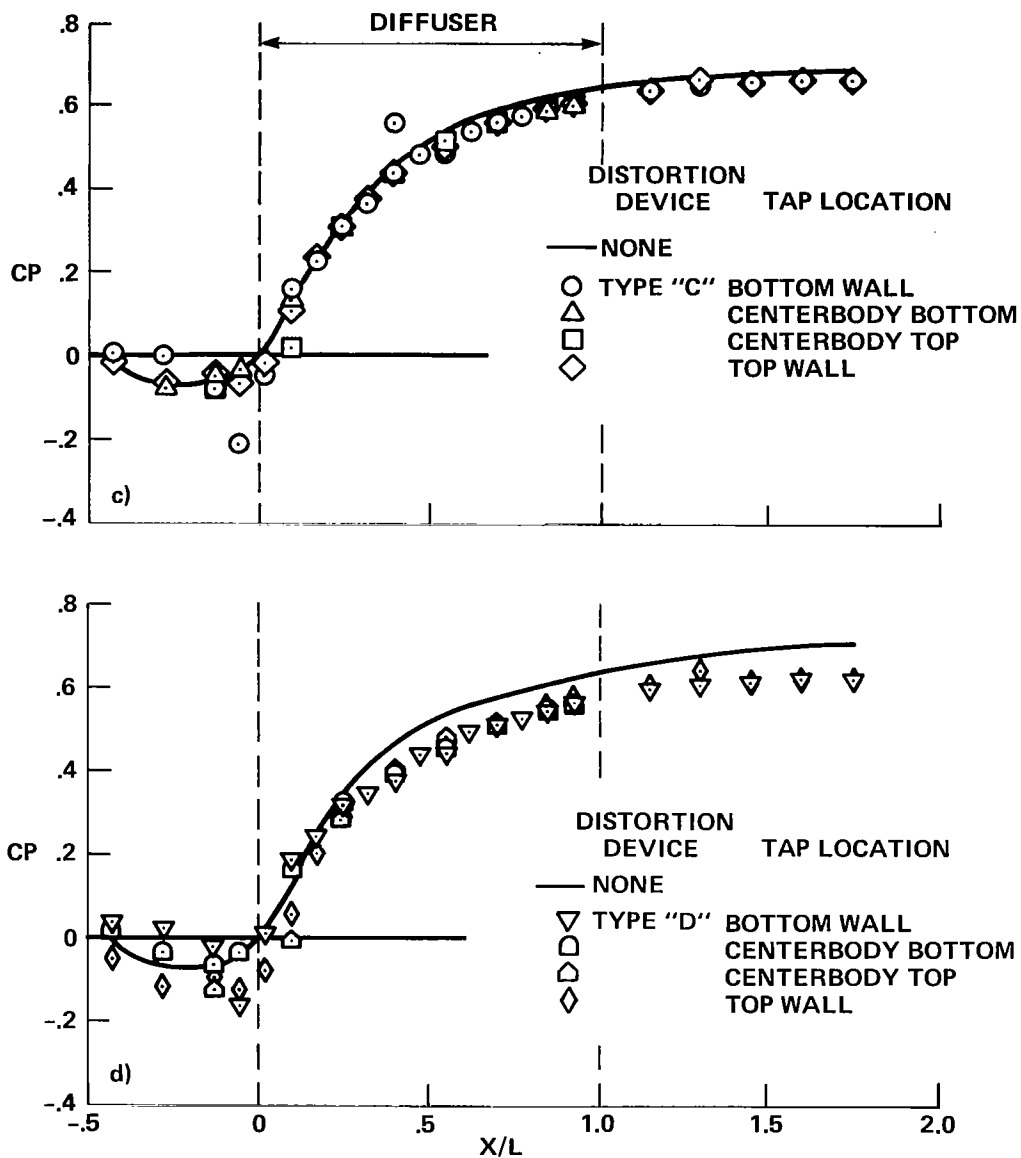 DIFFUSER
.8
.6
.4
.2
0
-.2
-.4
CP
DISTORTION DEVICE TAP LOCATION
NONE
TYPE "C" BOTTOM WALL
CENTERBODY BOTTOM
CENTERBODY TOP
TOP WALL
c)
.8
.6
.4
.2
0
-.2
-.4
CP
DISTORTION DEVICE TAP LOCATION
NONE
TYPE "D" BOTTOM WALL
CENTERBODY BOTTOM
CENTERBODY TOP
TOP WALL
d)
-.5 0 .5 1.0 1.5 2.0
X/L